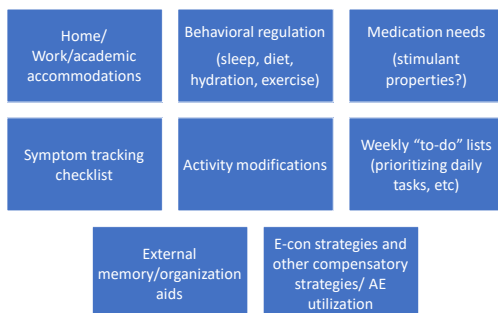 Home/
Work/academic
accommodations
Behavioral regulation
(sleep, diet,
hydration, exercise)
Medication needs
(stimulant
properties?)
Symptom tracking
checklist
Activity modifications
Weekly “to-do” lists
(prioritizing daily
tasks, etc)
External
memory/organization
aids
E-con strategies and
other compensatory
strategies/ AE
utilization